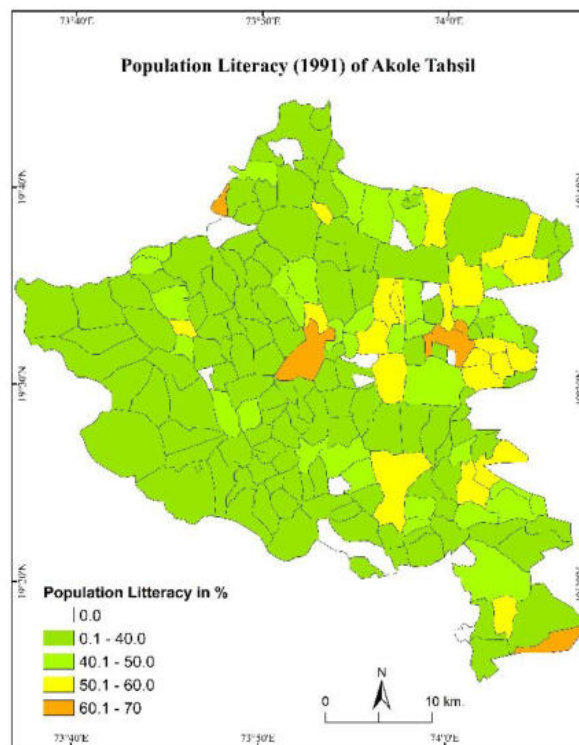 73°40'E 73°50'E 74°0'E
Population Literacy (1991) of Akole Tahsil
19°40'N 19°40'N
19°30'N
19°20'N
Population Litteracy in %
0.0
0.1 - 40.0
40.1 - 50.0
50.1 - 60.0
60.1 - 70
N
0 10 km.
73°40'E 73°50'E 74°0'E